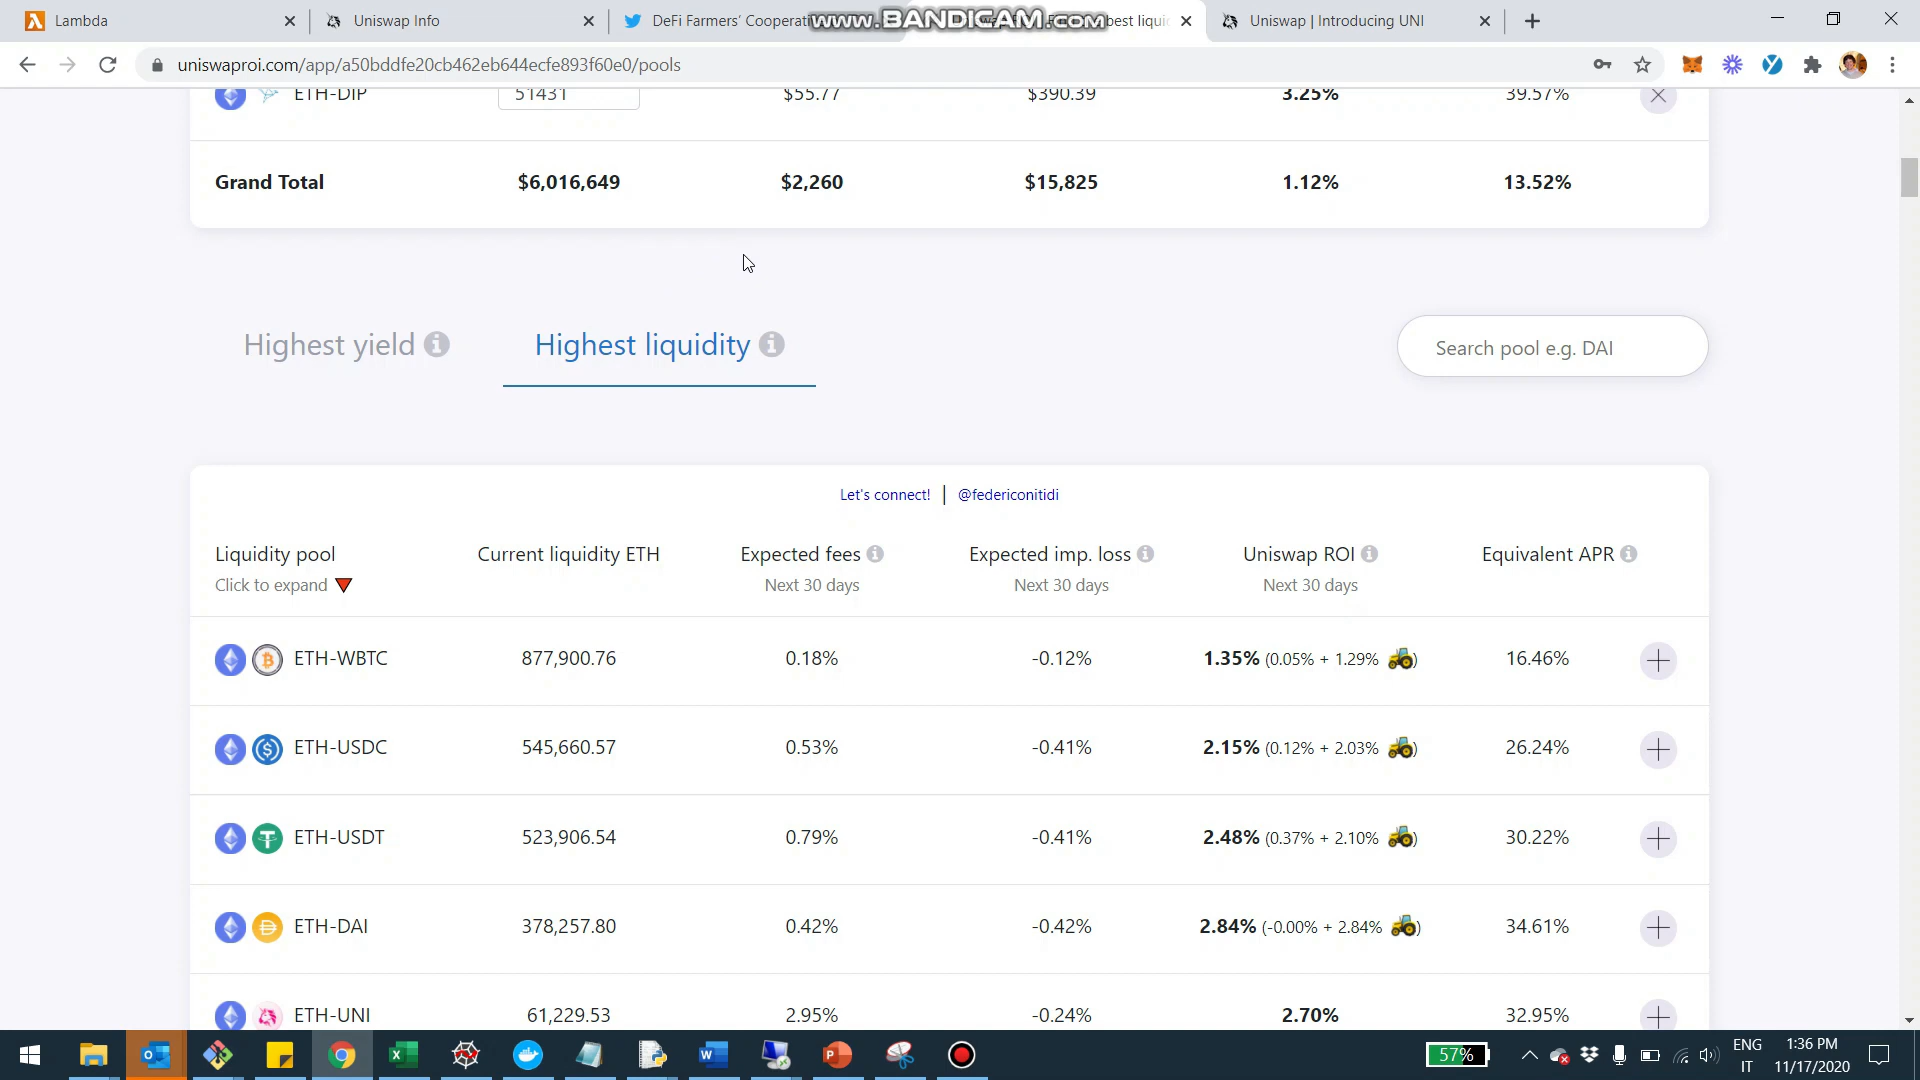 Lambda
Uniswap Info
DeFi Farmers' Cooperati
www.BANDICAM.com
best liqui
Uniswap | Introducing UNI
uniswaproi.com/app/a50bddfe20cb462eb644ecfe893f60e0/pools
ETH-DIP 51431 $55.77 $390.39 3.25% 39.57%
Grand Total $6,016,649 $2,260 $15,825 1.12% 13.52%
Highest yield Highest liquidity Search pool e.g. DAI
Let's connect! | @federiconitidi
Liquidity pool Current liquidity ETH Expected fees Expected imp. loss Uniswap ROI Equivalent APR
Click to expand Next 30 days Next 30 days Next 30 days
ETH-WBTC 877,900.76 0.18% -0.12% 1.35% (0.05% + 1.29% ) 16.46%
ETH-USDC 545,660.57 0.53% -0.41% 2.15% (0.12% + 2.03% ) 26.24%
ETH-USDT 523,906.54 0.79% -0.41% 2.48% (0.37% + 2.10% ) 30.22%
ETH-DAI 378,257.80 0.42% -0.42% 2.84% (-0.00% + 2.84% ) 34.61%
ETH-UNI 61,229.53 2.95% -0.24% 2.70% 32.95%
57% ENG 1:36 PM
IT 11/17/2020